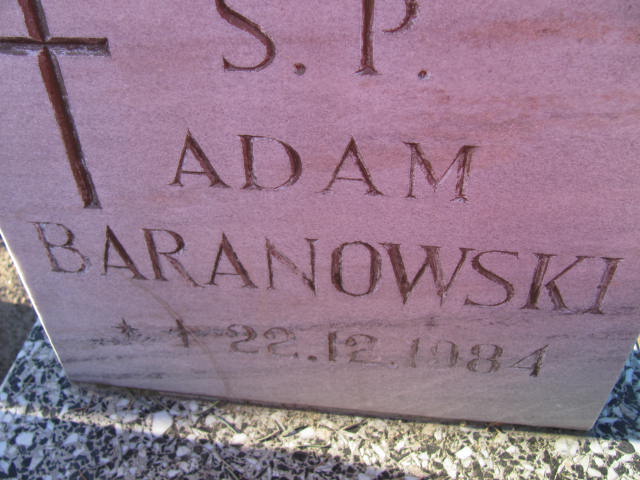 S. P.
ADAM
BARANOWSKI
* † 22.12.1984